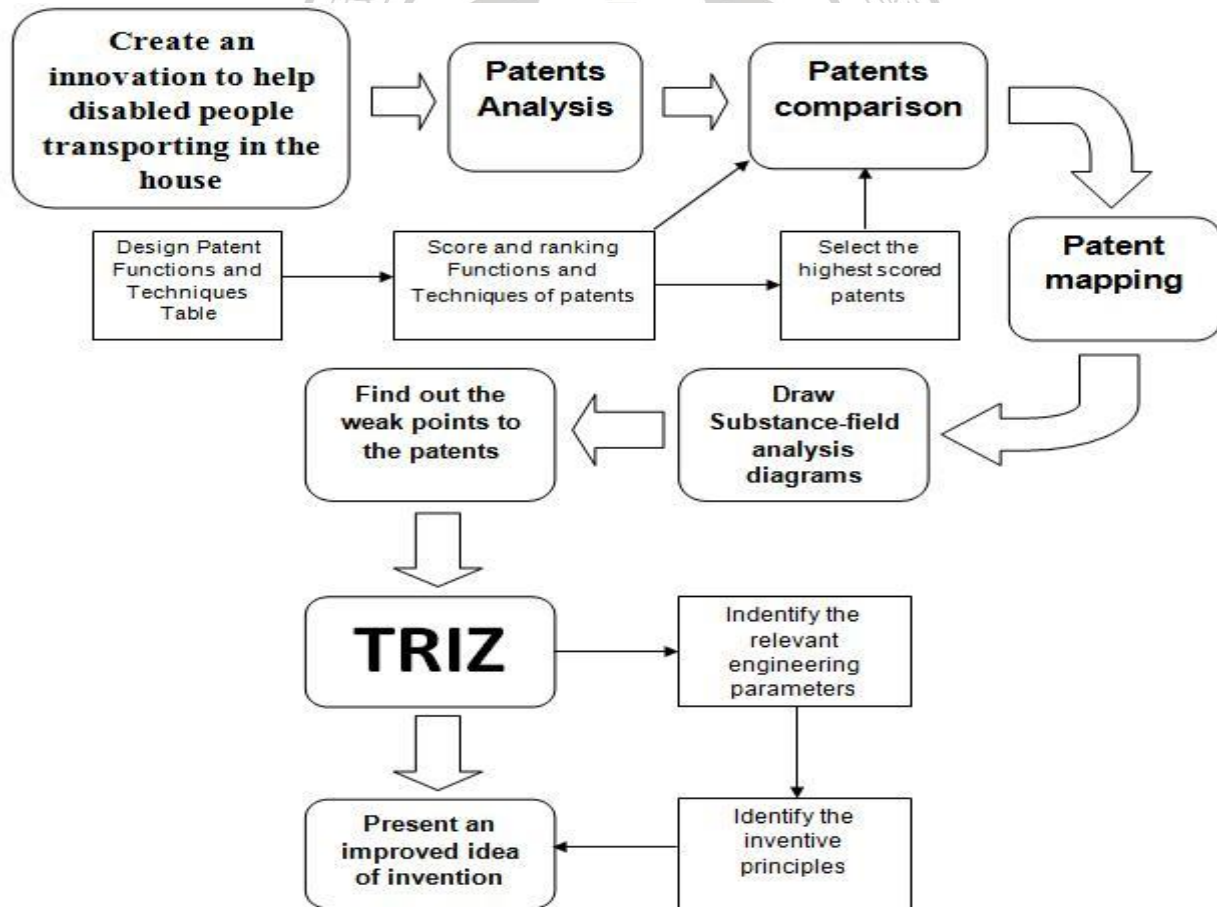 Create an
innovation to help
disabled people
transporting in the
house
Patents
Analysis
Patents
comparison
Design Patent
Functions and
Techniques
Table
Score and ranking
Functions and
Techniques of patents
Select the
highest scored
patents
Patent
mapping
Find out the
weak points to
the patents
Draw
Substance-field
analysis
diagrams
TRIZ
Indentify the
relevant
engineering
parameters
Present an
improved idea
of invention
Identify the
inventive
principles